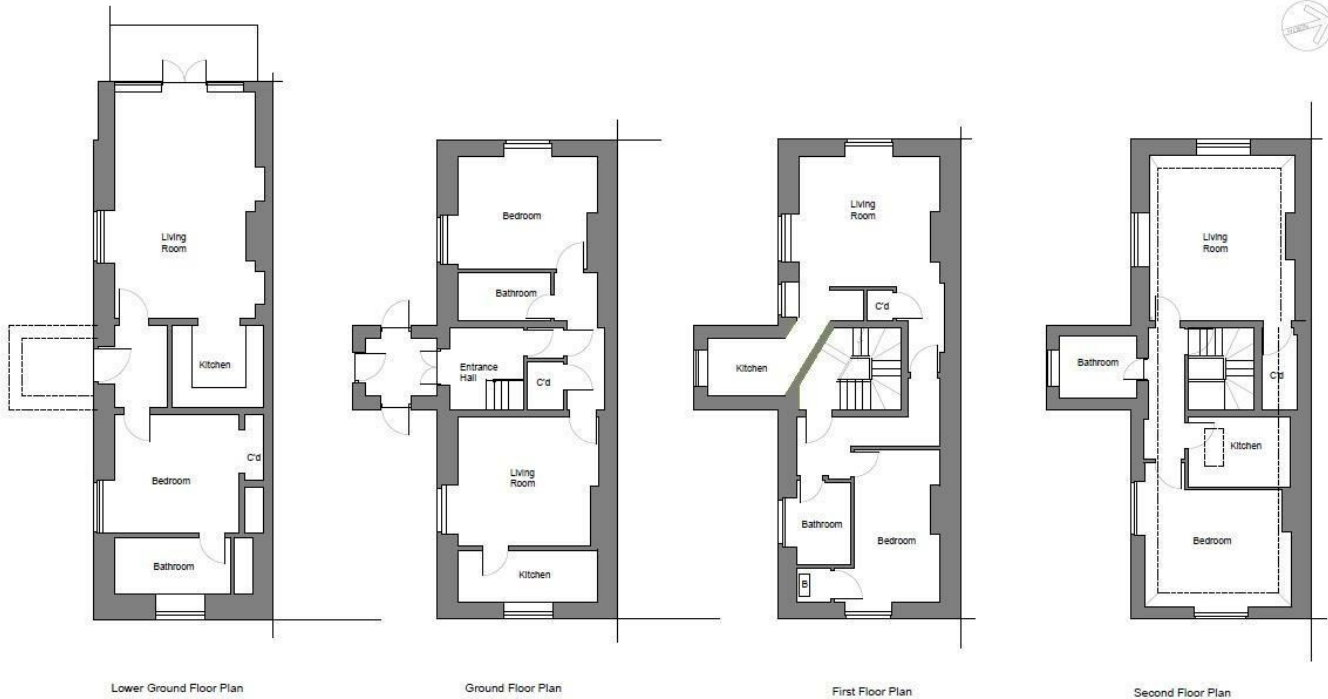 Living
Room
Kitchen
C'd
Bedroom
Bathroom
Lower Ground Floor Plan
Bedroom
Bathroom
Entrance
Hall
C'd
Living
Room
Kitchen
Ground Floor Plan
Living
Room
C'd
Kitchen
Bathroom
Bedroom
B
First Floor Plan
Living
Room
Bathroom
C'd
Kitchen
Bedroom
Second Floor Plan